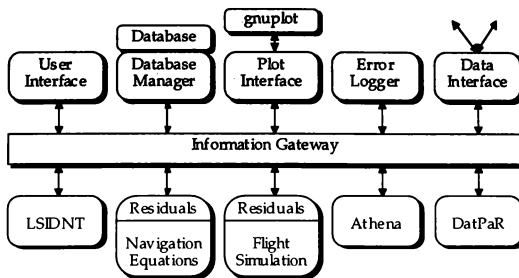 gnuplot
Database
User
Interface
Database
Manager
Plot
Interface
Error
Logger
Data
Interface
Information Gateway
LSIDNT
Residuals
Navigation
Equations
Residuals
Flight
Simulation
Athena
DatPaR